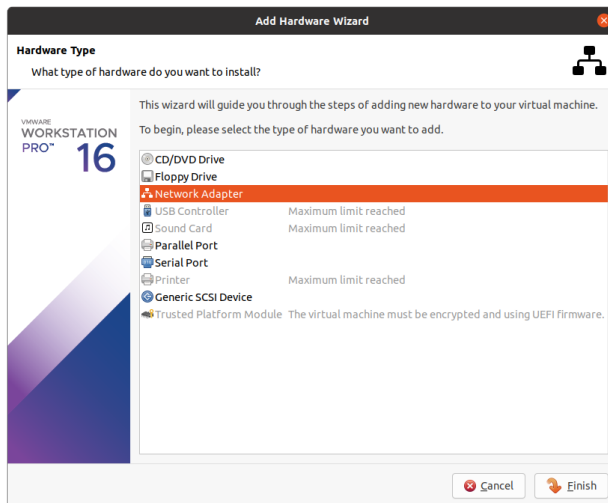 Add Hardware Wizard
Hardware Type
What type of hardware do you want to install?
VMWARE
WORKSTATION
PRO™ 16
This wizard will guide you through the steps of adding new hardware to your virtual machine.
To begin, please select the type of hardware you want to add.
CD/DVD Drive
Floppy Drive
Network Adapter
USB Controller Maximum limit reached
Sound Card Maximum limit reached
Parallel Port
Serial Port
Printer Maximum limit reached
Generic SCSI Device
Trusted Platform Module The virtual machine must be encrypted and using UEFI firmware.
Cancel Finish